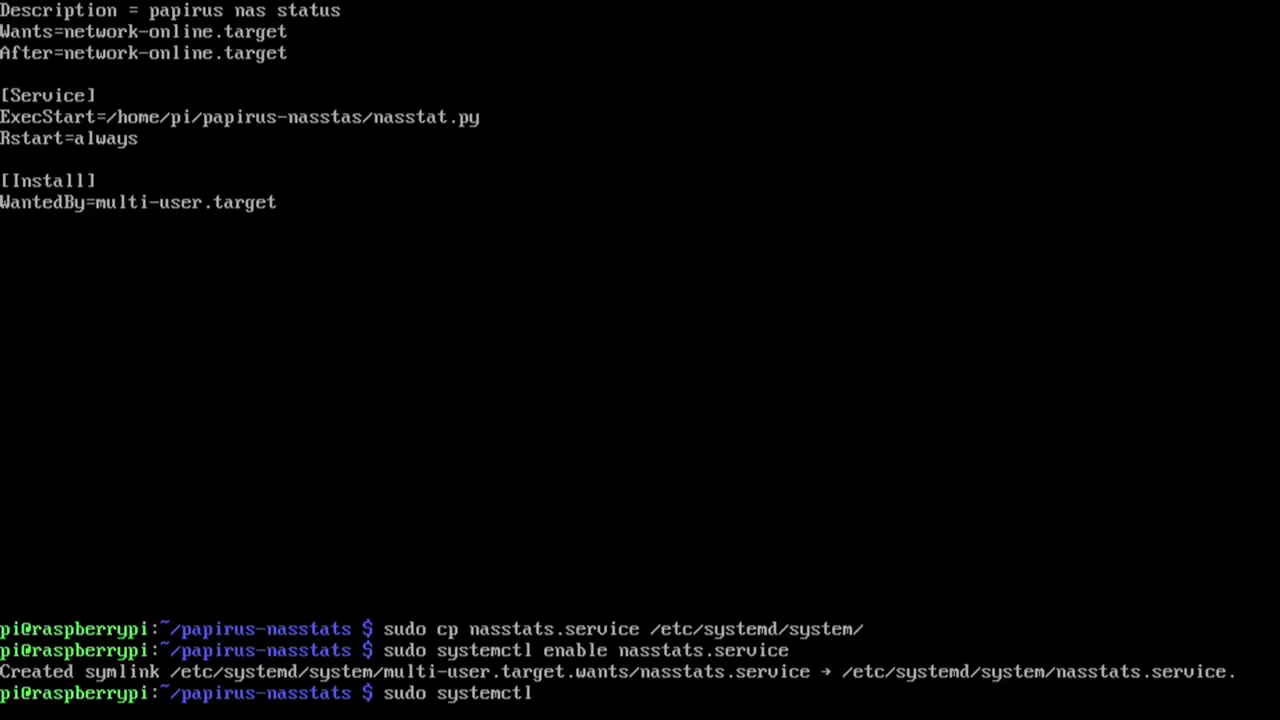 Description = papirus nas status
Wants=network-online.target
After=network-online.target
[Service]
ExecStart=/home/pi/papirus-nasstas/nasstat.py
Rstart=always
[Install]
WantedBy=multi-user.target
pi@raspberrypi:~/papirus-nasstats $ sudo cp nasstats.service /etc/systemd/system/
pi@raspberrypi:~/papirus-nasstats $ sudo systemctl enable nasstats.service
Created symlink /etc/systemd/system/multi-user.target.wants/nasstats.service → /etc/systemd/system/nasstats.service.
pi@raspberrypi:~/papirus-nasstats $ sudo systemctl